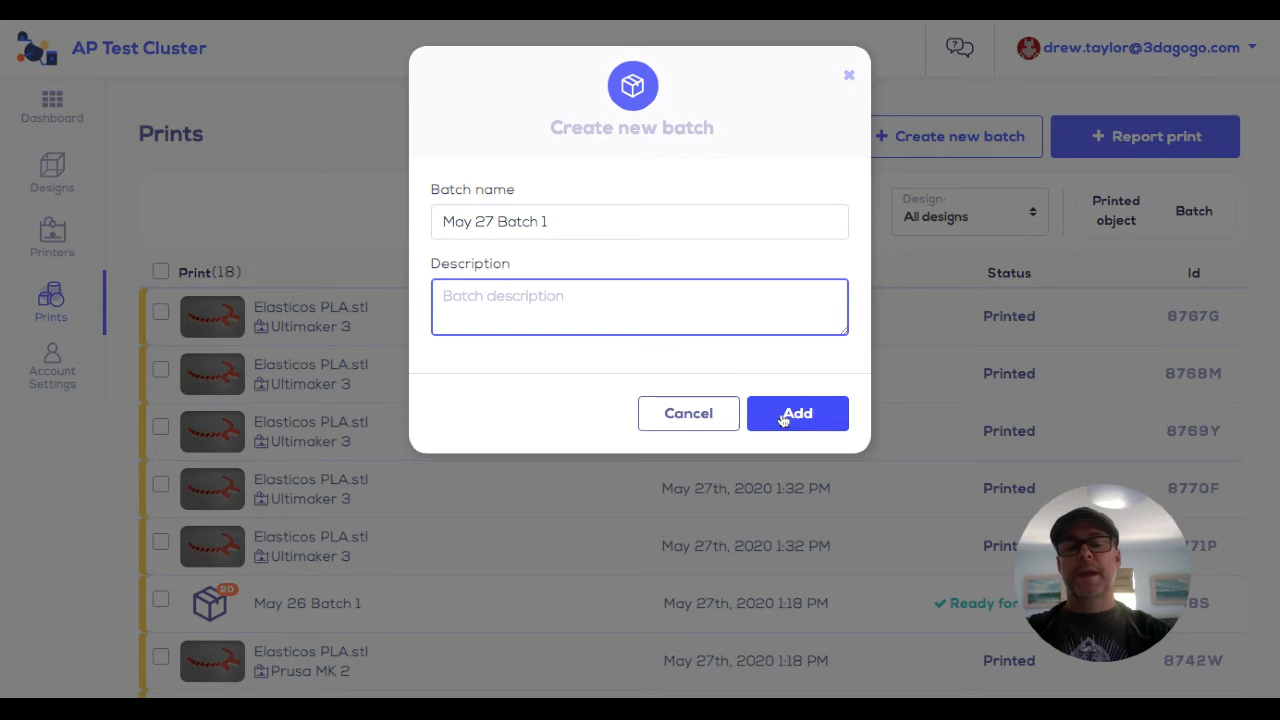 AP Test Cluster
drew.taylor@3dagogo.com
Dashboard
Designs
Printers
Prints
Account
Settings
Prints
+ Create new batch
+ Report print
Create new batch
Batch name
May 27 Batch 1
Description
Batch description
Cancel
Add
Design:
All designs
Printed
object
Batch
Print(18)
Status
Id
Elasticos PLA.stl
Ultimaker 3
Printed
8767G
Elasticos PLA.stl
Ultimaker 3
Printed
8768M
Elasticos PLA.stl
Ultimaker 3
Printed
8769Y
Elasticos PLA.stl
Ultimaker 3
May 27th, 2020 1:32 PM
Printed
8770F
Elasticos PLA.stl
Ultimaker 3
May 27th, 2020 1:32 PM
20
May 26 Batch 1
May 27th, 2020 1:18 PM
Ready for
Elasticos PLA.stl
Prusa MK 2
May 27th, 2020 1:18 PM
Printed
8742W